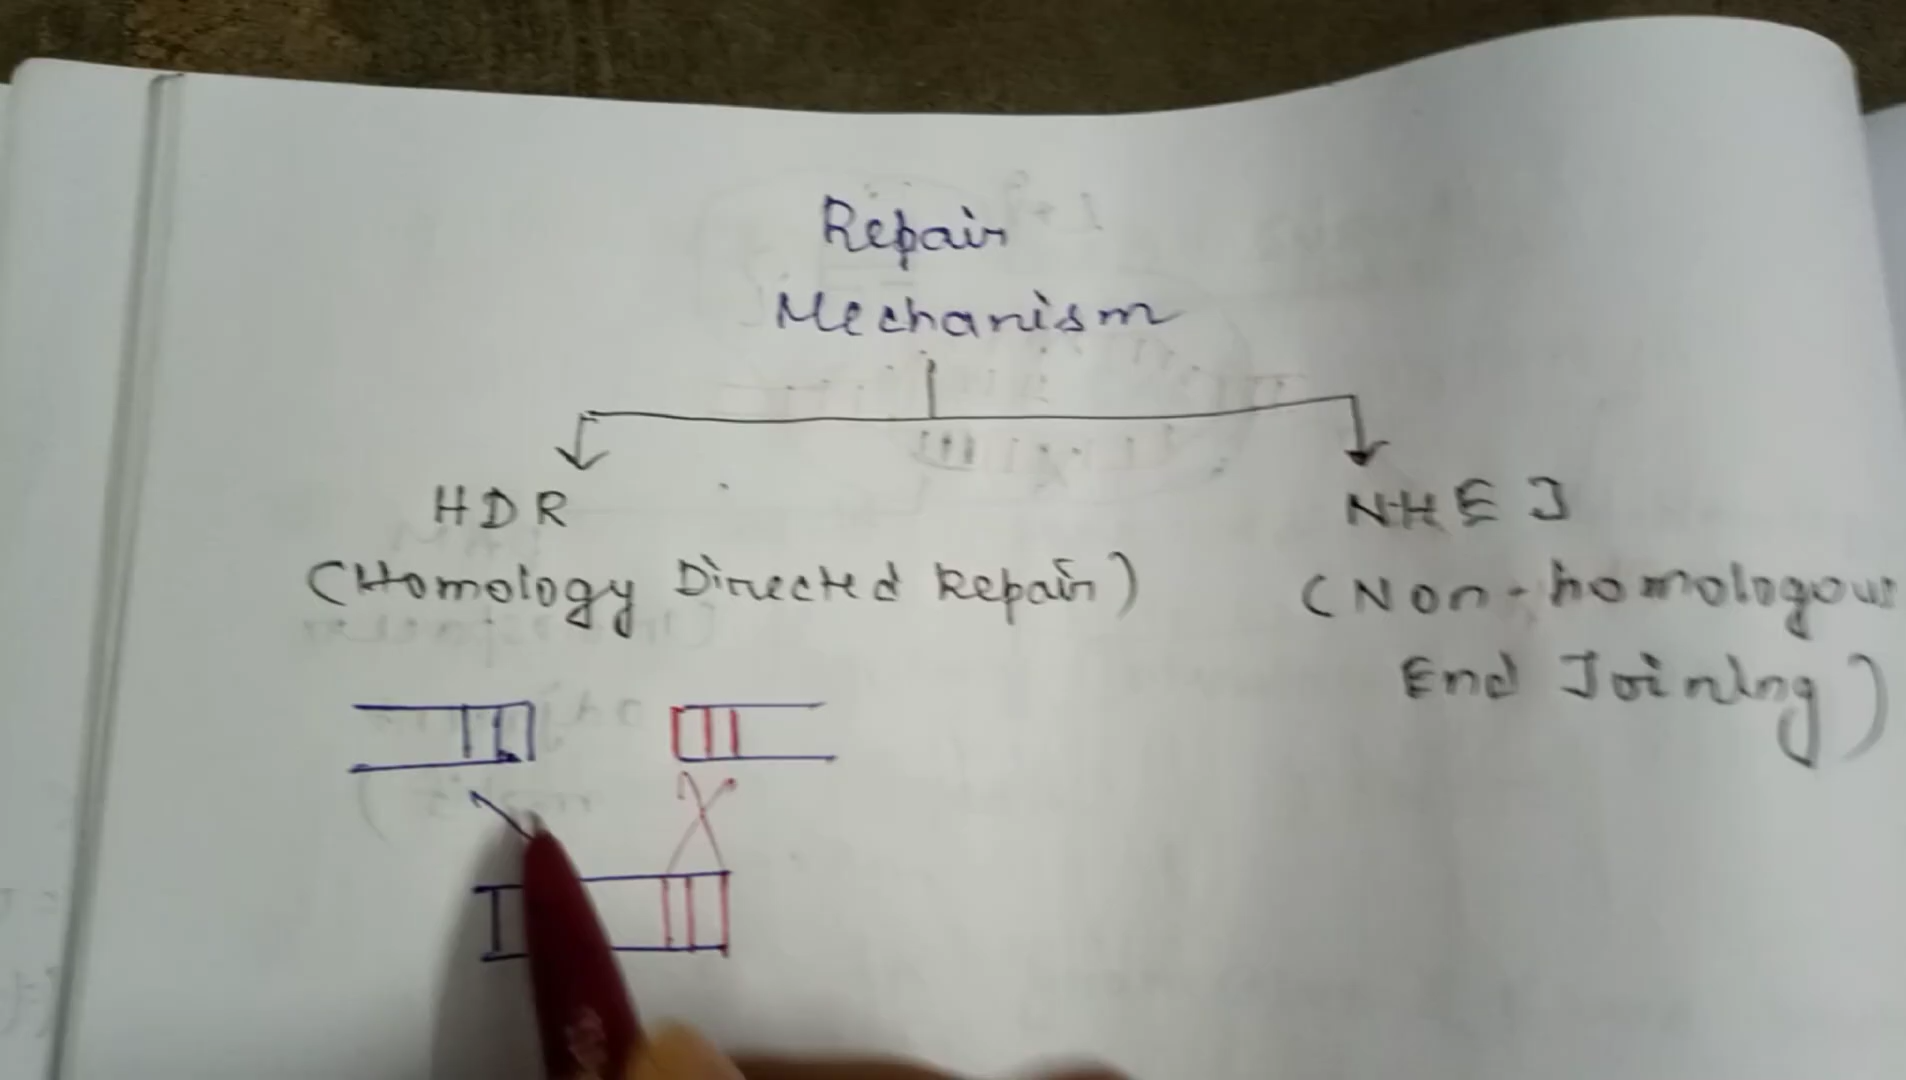 Repair
Mechanism
HDR
(Homology Directed Repair)
NHEJ
(Non-homologous
End Joining)